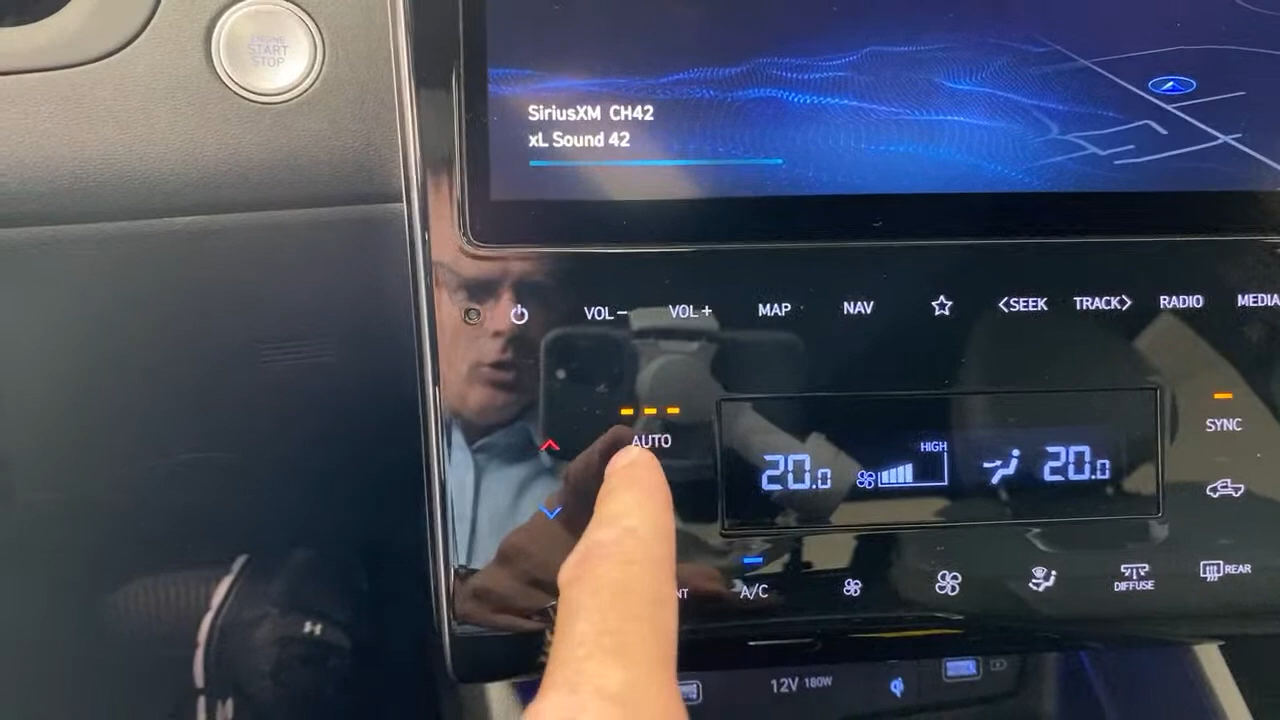 ENGINE
START
STOP
SiriusXM CH42
xL Sound 42
VOL−
VOL+
MAP
NAV
<SEEK
TRACK>
RADIO
MEDIA
AUTO
HIGH
20.0
20.0
SYNC
NT
A/C
DIFFUSE
REAR
12V 180W